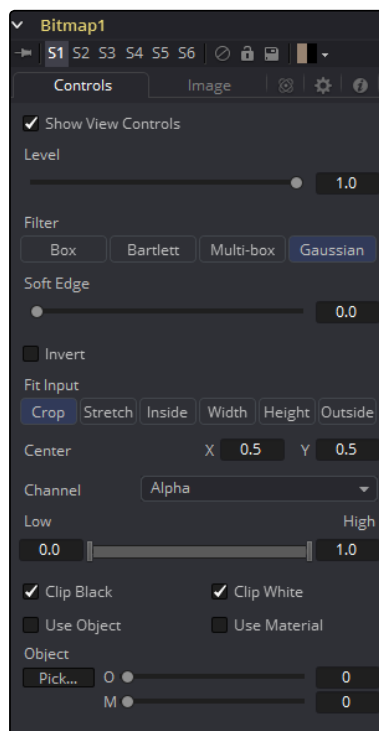 Bitmap1
S1 S2 S3 S4 S5 S6
Controls Image
Show View Controls
Level
1.0
Filter
Box Bartlett Multi-box Gaussian
Soft Edge
0.0
Invert
Fit Input
Crop Stretch Inside Width Height Outside
Center X 0.5 Y 0.5
Channel Alpha
Low High
0.0 1.0
Clip Black Clip White
Use Object Use Material
Object
Pick... O 0
M 0